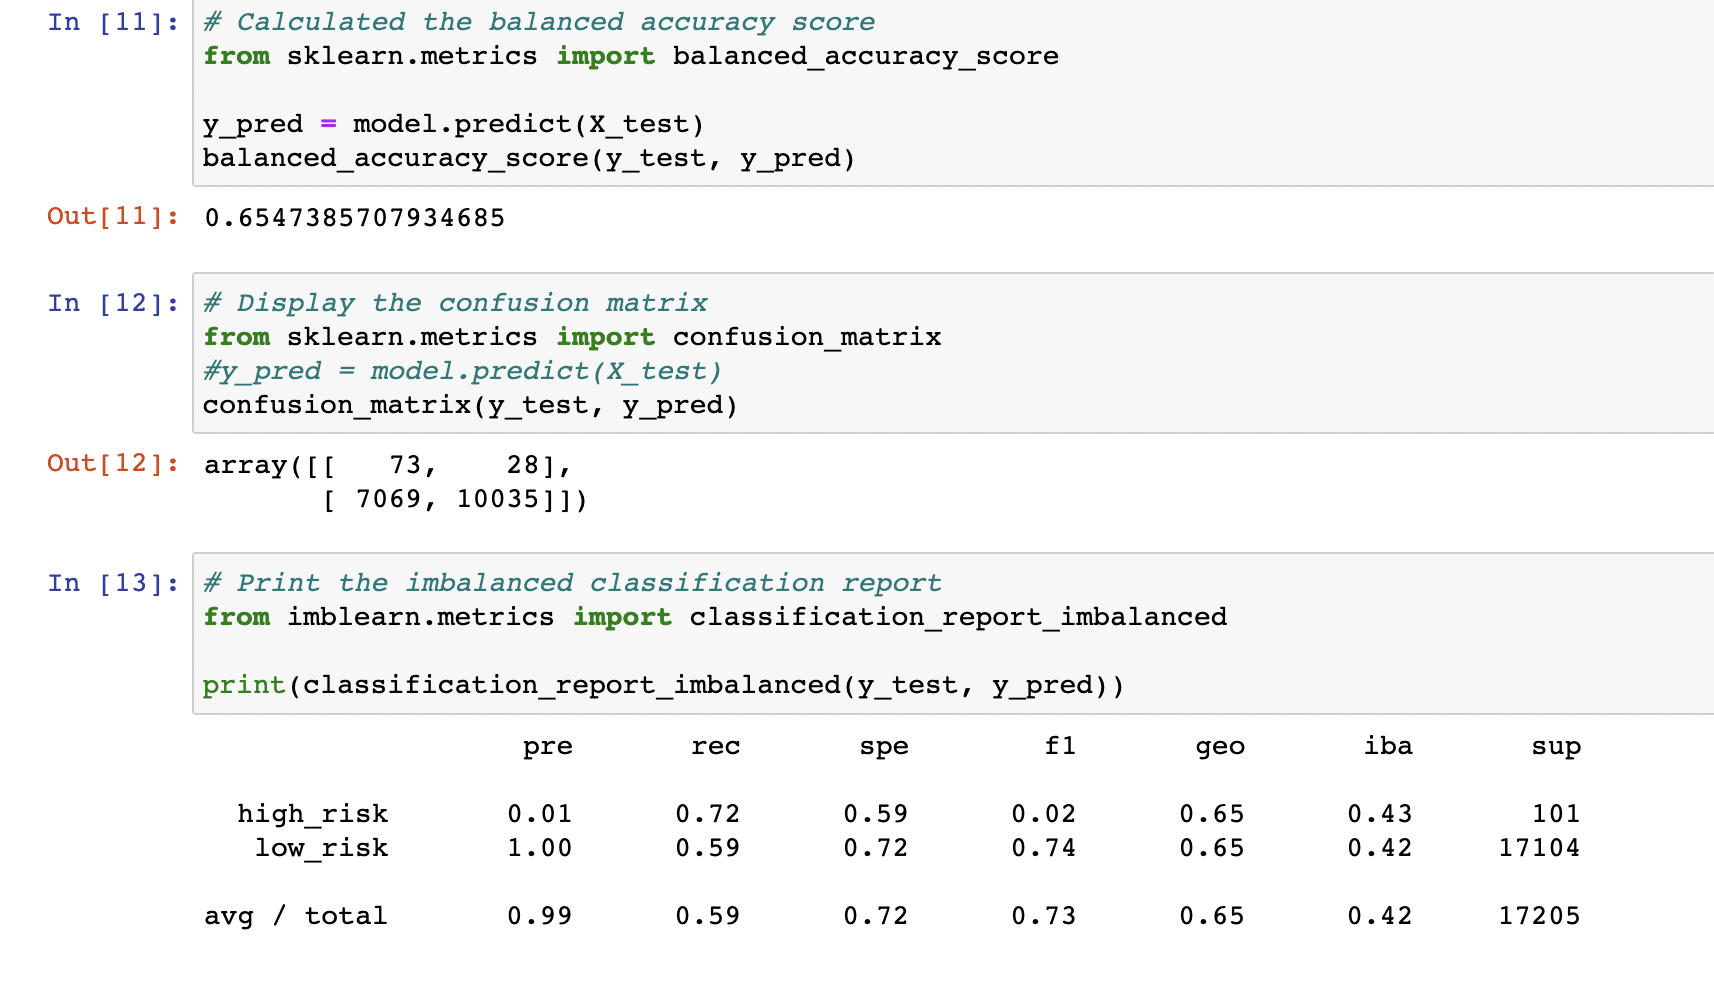 In [11]: # Calculated the balanced accuracy score
from sklearn.metrics import balanced_accuracy_score
y_pred = model.predict(X_test)
balanced_accuracy_score(y_test, y_pred)
Out[11]: 0.6547385707934685
In [12]: # Display the confusion matrix
from sklearn.metrics import confusion_matrix
#y_pred = model.predict(X_test)
confusion_matrix(y_test, y_pred)
Out[12]: array([[   73,    28],
       [ 7069, 10035]])
In [13]: # Print the imbalanced classification report
from imblearn.metrics import classification_report_imbalanced
print(classification_report_imbalanced(y_test, y_pred))
pre rec spe f1 geo iba sup
high_risk 0.01 0.72 0.59 0.02 0.65 0.43 101
low_risk 1.00 0.59 0.72 0.74 0.65 0.42 17104
avg / total 0.99 0.59 0.72 0.73 0.65 0.42 17205